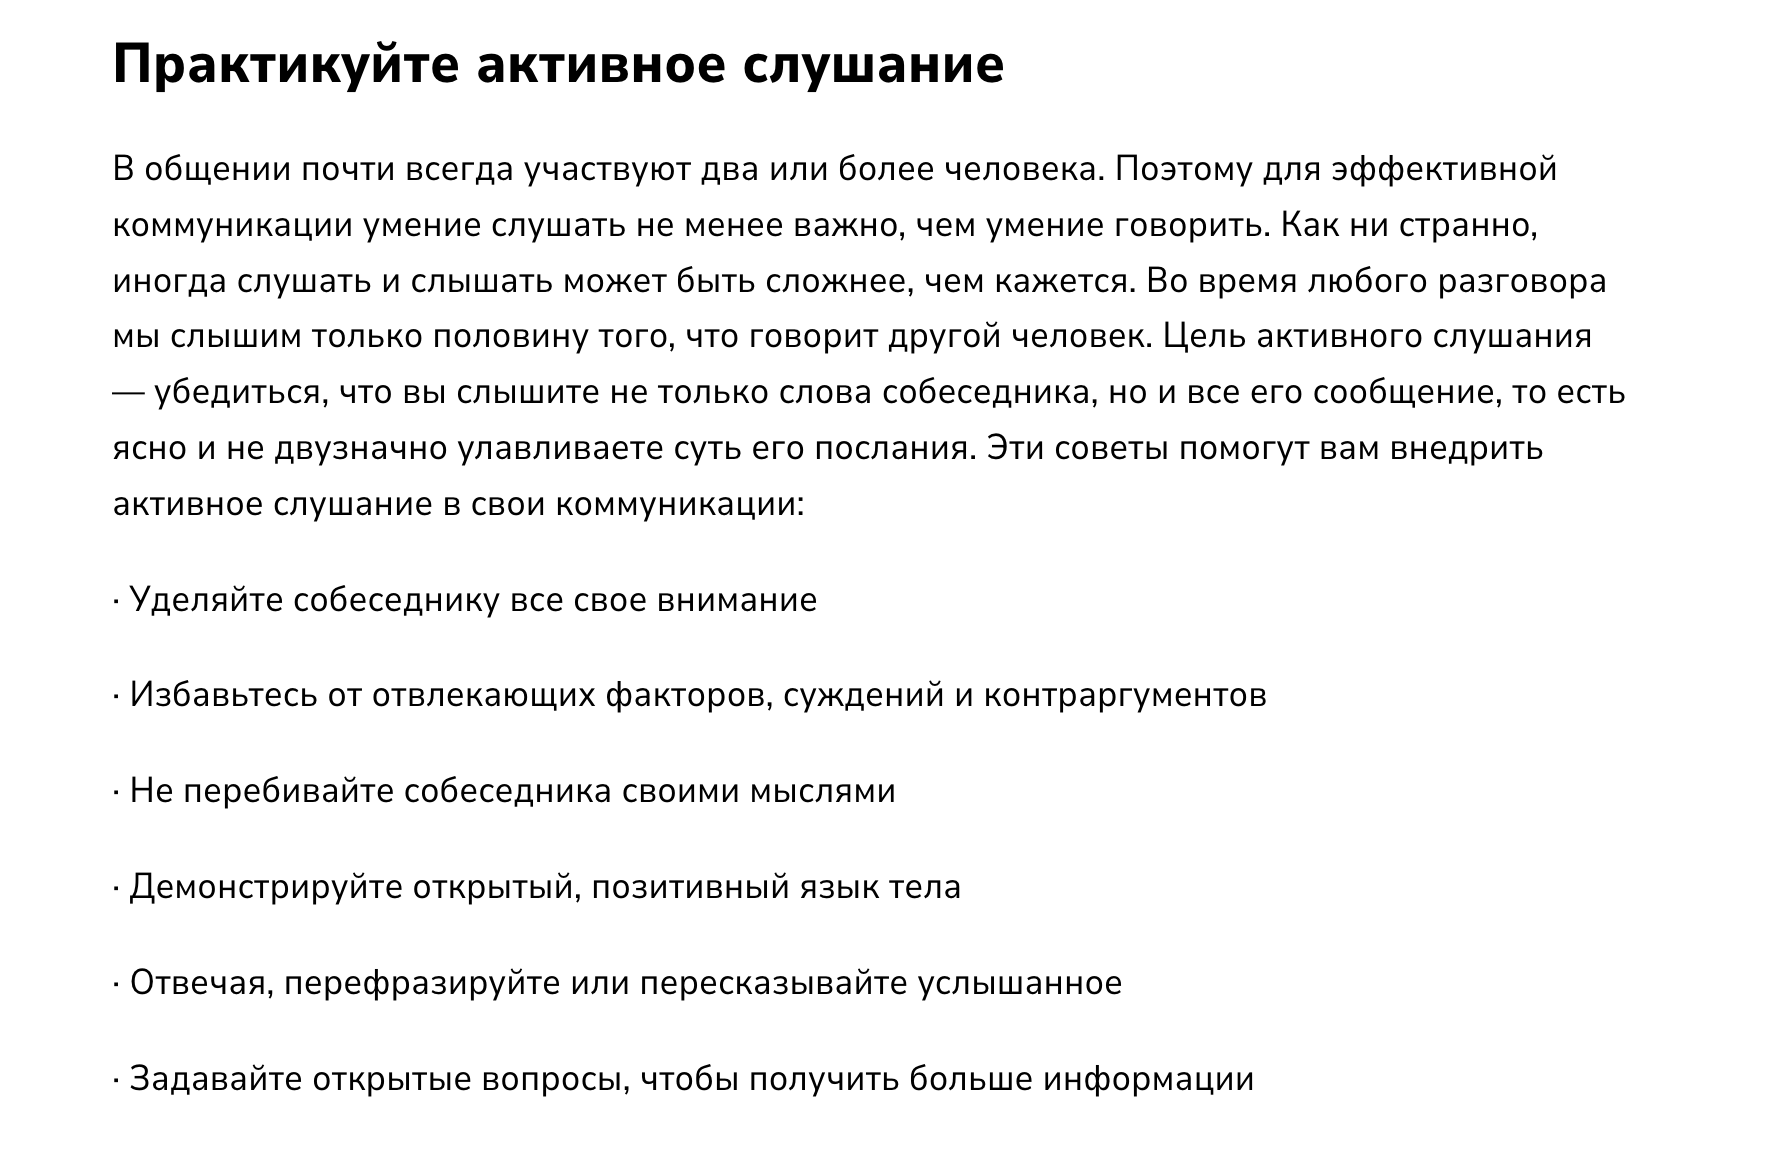 Практикуйте активное слушание
В общении почти всегда участвуют два или более человека. Поэтому для эффективной
коммуникации умение слушать не менее важно, чем умение говорить. Как ни странно,
иногда слушать и слышать может быть сложнее, чем кажется. Во время любого разговора
мы слышим только половину того, что говорит другой человек. Цель активного слушания
— убедиться, что вы слышите не только слова собеседника, но и все его сообщение, то есть
ясно и не двузначно улавливаете суть его послания. Эти советы помогут вам внедрить
активное слушание в свои коммуникации:
· Уделяйте собеседнику все свое внимание
· Избавьтесь от отвлекающих факторов, суждений и контраргументов
· Не перебивайте собеседника своими мыслями
· Демонстрируйте открытый, позитивный язык тела
· Отвечая, перефразируйте или пересказывайте услышанное
· Задавайте открытые вопросы, чтобы получить больше информации